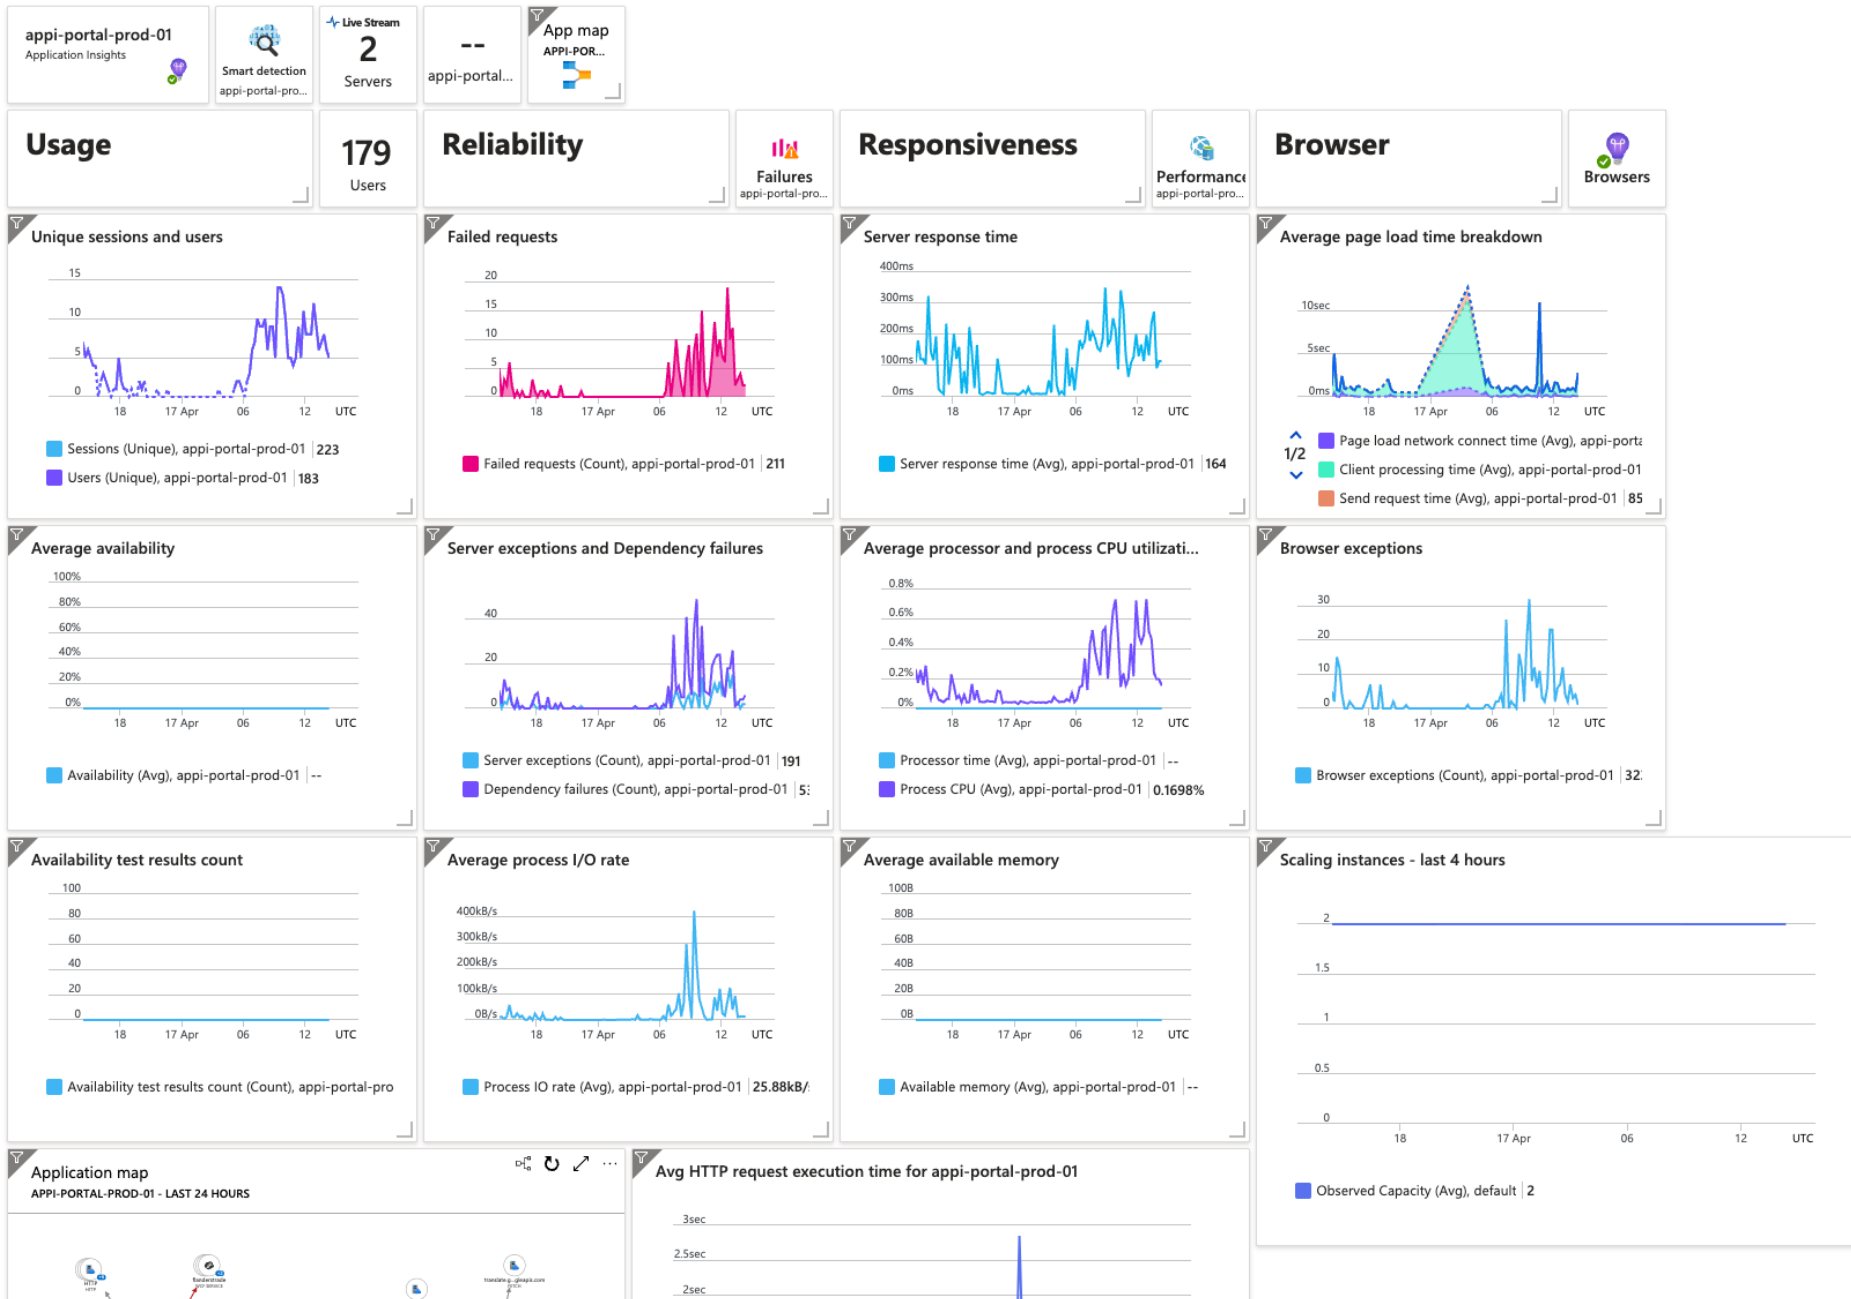 appi-portal-prod-01
Application Insights
Smart detection
appi-portal-pro...
Live Stream
2
Servers
--
appi-portal...
App map
APPI-POR...
Usage
179
Users
Reliability
Failures
appi-portal-pro...
Responsiveness
Performance
appi-portal-pro...
Browser
Browsers
Unique sessions and users
15
10
5
0
18
17 Apr
06
12
UTC
Sessions (Unique), appi-portal-prod-01 223
Users (Unique), appi-portal-prod-01 183
Failed requests
20
15
10
5
0
18
17 Apr
06
12
UTC
Failed requests (Count), appi-portal-prod-01 211
Server response time
400ms
300ms
200ms
100ms
0ms
18
17 Apr
06
12
UTC
Server response time (Avg), appi-portal-prod-01 164
Average page load time breakdown
10sec
5sec
0ms
18
17 Apr
06
12
UTC
1/2
Page load network connect time (Avg), appi-porta
Client processing time (Avg), appi-portal-prod-01
Send request time (Avg), appi-portal-prod-01 85
Average availability
100%
80%
60%
40%
20%
0%
18
17 Apr
06
12
UTC
Availability (Avg), appi-portal-prod-01 --
Server exceptions and Dependency failures
40
20
0
18
17 Apr
06
12
UTC
Server exceptions (Count), appi-portal-prod-01 191
Dependency failures (Count), appi-portal-prod-01
Average processor and process CPU utilizati...
0.8%
0.6%
0.4%
0.2%
0%
18
17 Apr
06
12
UTC
Processor time (Avg), appi-portal-prod-01 --
Process CPU (Avg), appi-portal-prod-01 0.1698%
Browser exceptions
30
20
10
0
18
17 Apr
06
12
UTC
Browser exceptions (Count), appi-portal-prod-01
Availability test results count
100
80
60
40
20
0
18
17 Apr
06
12
UTC
Availability test results count (Count), appi-portal-pro
Average process I/O rate
400kB/s
300kB/s
200kB/s
100kB/s
0B/s
18
17 Apr
06
12
UTC
Process IO rate (Avg), appi-portal-prod-01 25.88kB/
Average available memory
100B
80B
60B
40B
20B
0B
18
17 Apr
06
12
UTC
Available memory (Avg), appi-portal-prod-01 --
Scaling instances - last 4 hours
2
1.5
1
0.5
0
18
17 Apr
06
12
UTC
Observed Capacity (Avg), default 2
Application map
...
APPI-PORTAL-PROD-01 - LAST 24 HOURS
HTTP
HTTP
Avg HTTP request execution time for appi-portal-prod-01
3sec
2.5sec
2sec